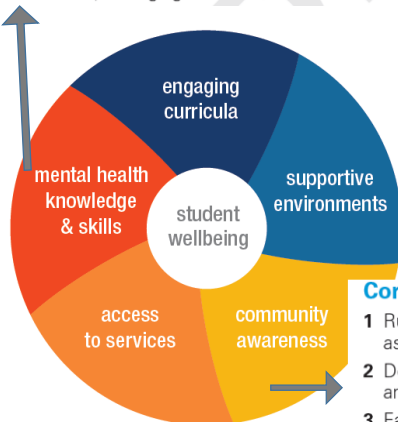 engaging
curricula
mental health
knowledge
& skills
supportive
environments
student
wellbeing
access
to services
community
awareness
1
2
3